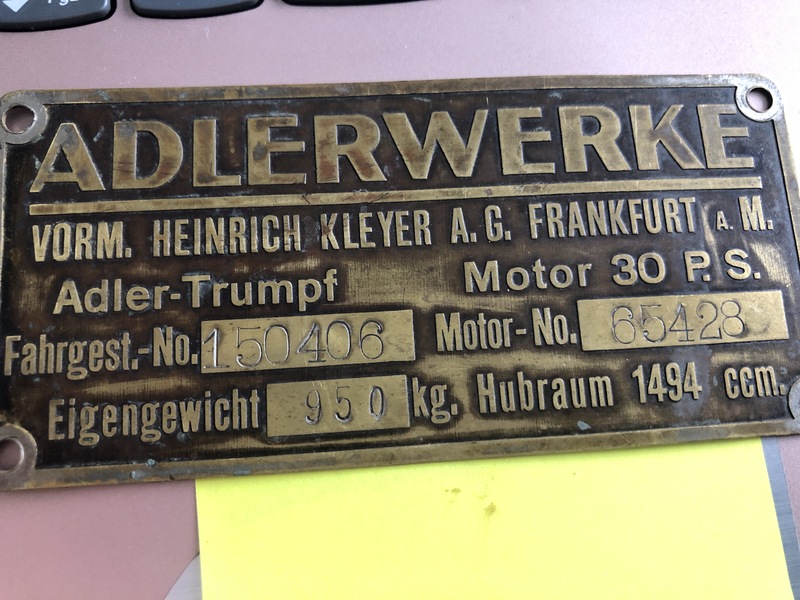 ADLERWERKE
VORM. HEINRICH KLEYER A.G. FRANKFURT A. M.
Adler-Trumpf Motor 30 P.S.
Fahrgest.-No. 150406 Motor-No. 65428
Eigengewicht 950 kg. Hubraum 1494 ccm.